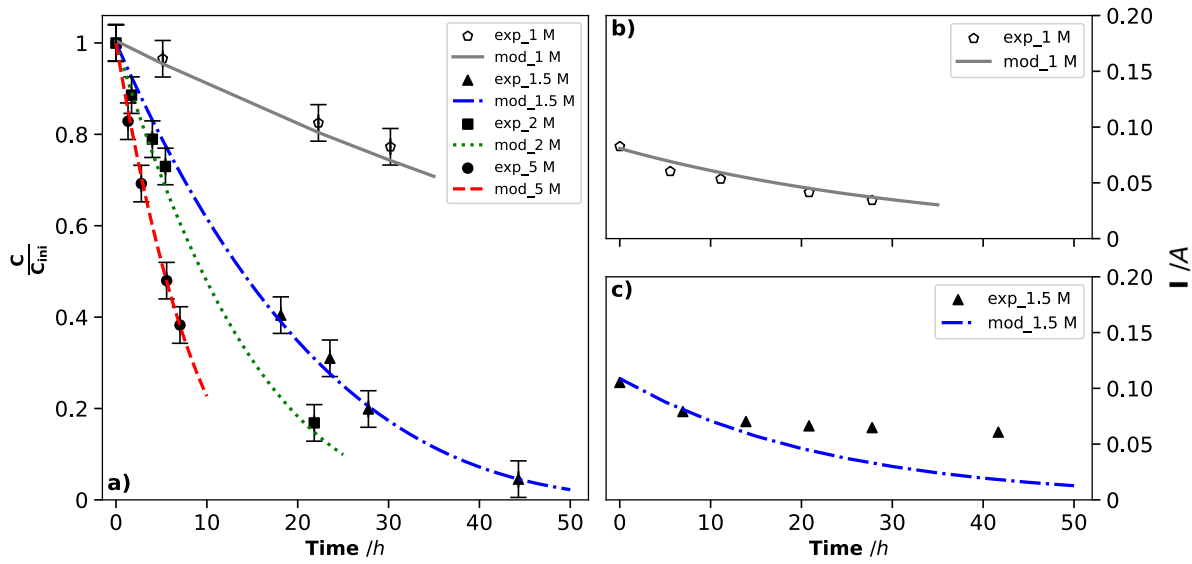 exp_1 M
mod_1 M
exp_1.5 M
mod_1.5 M
exp_2 M
mod_2 M
exp_5 M
mod_5 M
1
0.8
0.6
0.4
0.2
0
C
C_ini
a)
0 10 20 30 40 50
Time /h
b)
exp_1 M
mod_1 M
0.20
0.15
0.10
0.05
0.00
I /A
c)
exp_1.5 M
mod_1.5 M
0.20
0.15
0.10
0.05
0.00
0 10 20 30 40 50
Time /h